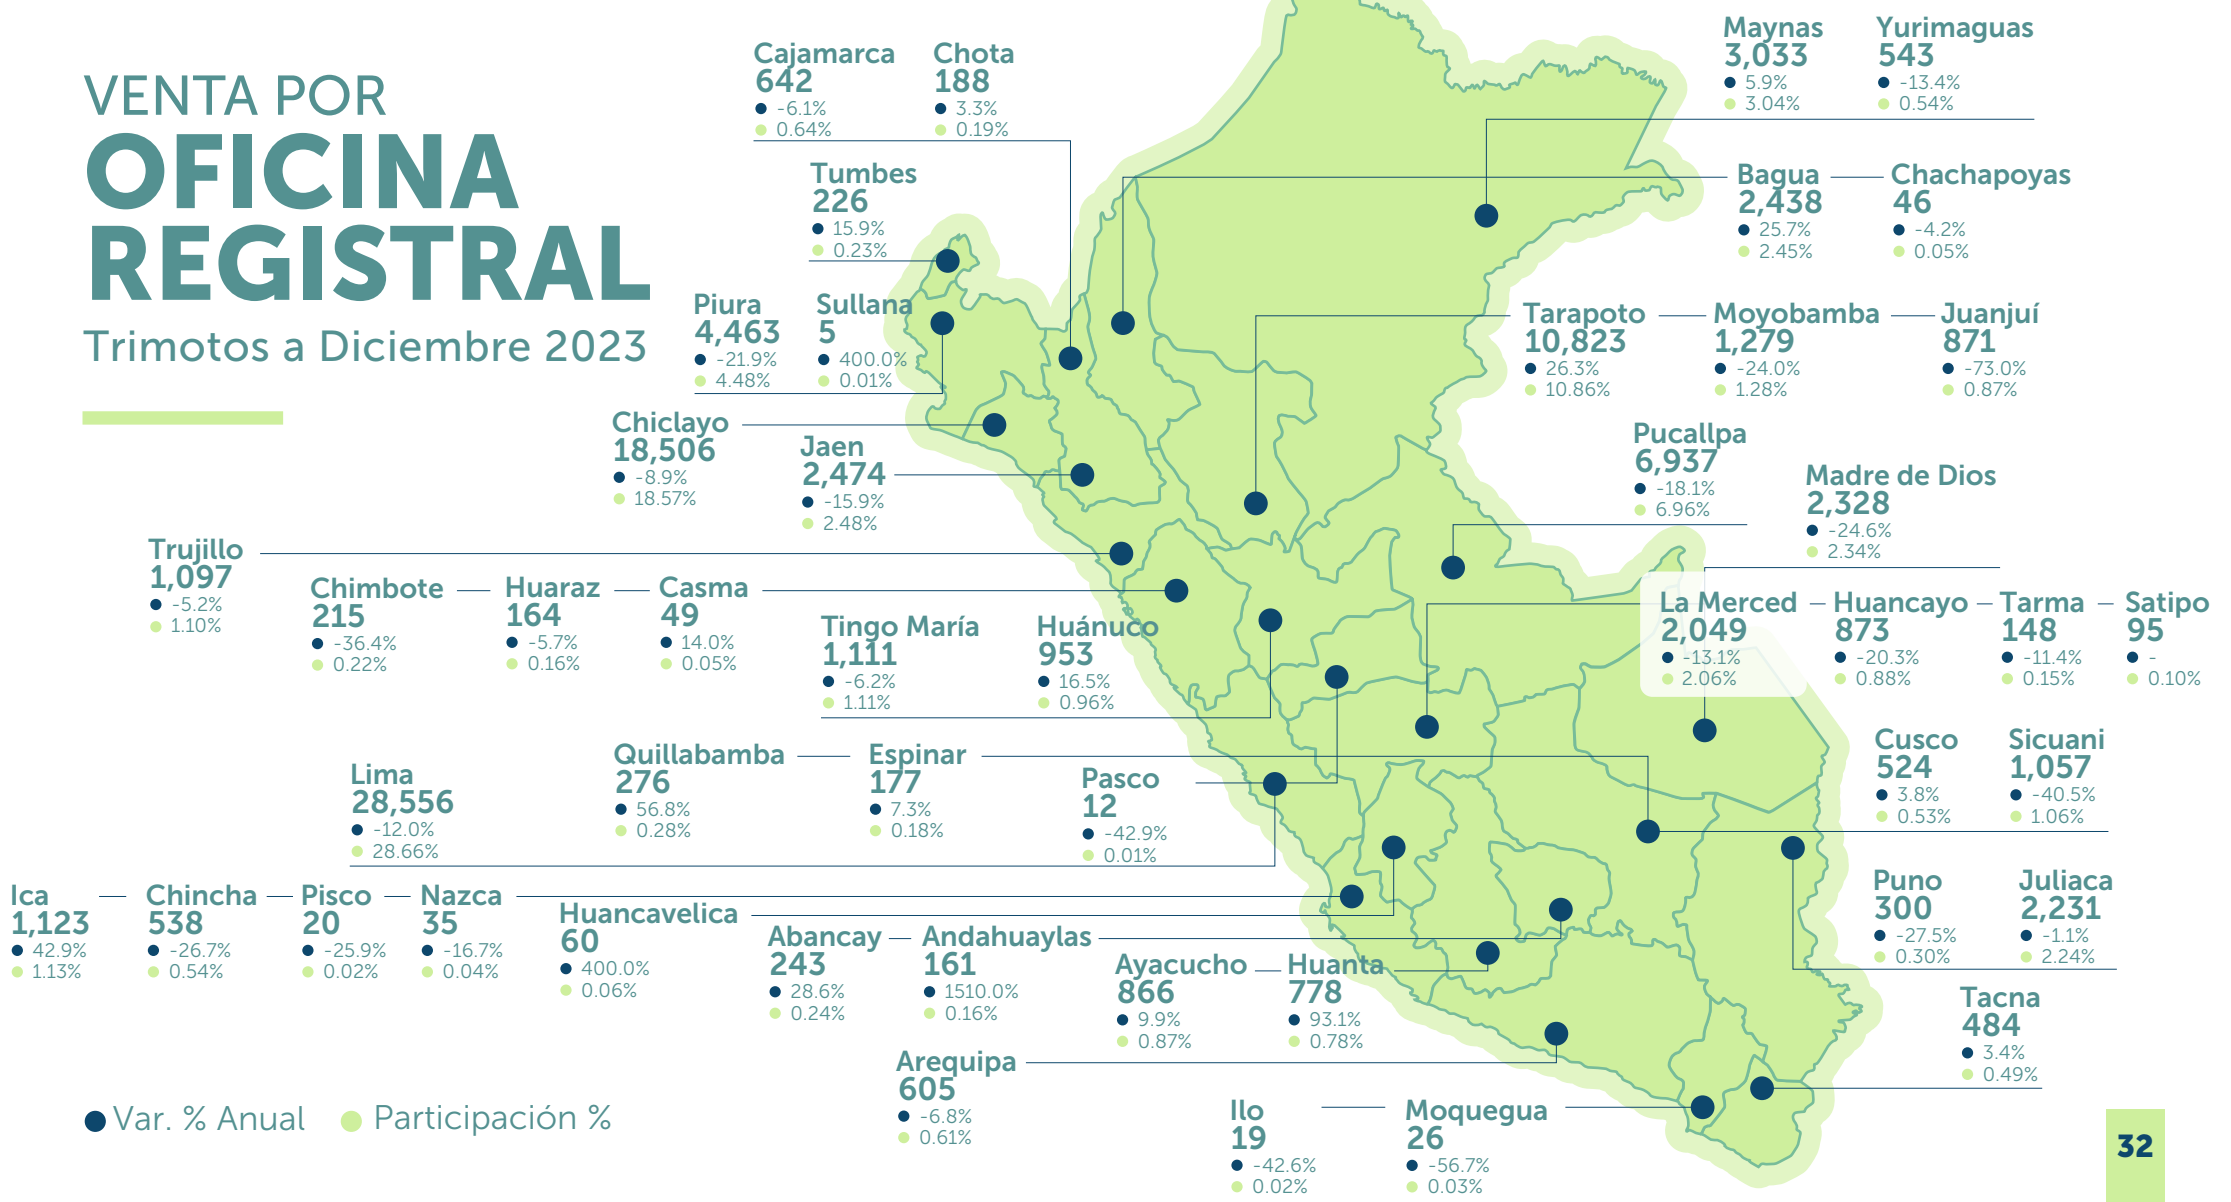 VENTA POR
OFICINA
REGISTRAL
Trimotos a Diciembre 2023
Cajamarca
642
-6.1%
0.64%
Chota
188
3.3%
0.19%
Tumbes
226
15.9%
0.23%
Piura
4,463
-21.9%
4.48%
Sullana
5
400.0%
0.01%
Chiclayo
18,506
-8.9%
18.57%
Jaen
2,474
-15.9%
2.48%
Trujillo
1,097
-5.2%
1.10%
Chimbote
215
-36.4%
0.22%
Huaraz
164
-5.7%
0.16%
Casma
49
14.0%
0.05%
Tingo María
1,111
-6.2%
1.11%
Huánuco
953
16.5%
0.96%
Quillabamba
276
56.8%
0.28%
Espinar
177
7.3%
0.18%
Lima
28,556
-12.0%
28.66%
Pasco
12
-42.9%
0.01%
Ica
1,123
42.9%
1.13%
Chincha
538
-26.7%
0.54%
Pisco
20
-25.9%
0.02%
Nazca
35
-16.7%
0.04%
Huancavelica
60
400.0%
0.06%
Abancay
243
28.6%
0.24%
Andahuaylas
161
1510.0%
0.16%
Ayacucho
866
9.9%
0.87%
Huanta
778
93.1%
0.78%
Arequipa
605
-6.8%
0.61%
Ilo
19
-42.6%
0.02%
Moquegua
26
-56.7%
0.03%
Maynas
3,033
5.9%
3.04%
Yurimaguas
543
-13.4%
0.54%
Bagua
2,438
25.7%
2.45%
Chachapoyas
46
-4.2%
0.05%
Tarapoto
10,823
26.3%
10.86%
Moyobamba
1,279
-24.0%
1.28%
Juanjuí
871
-73.0%
0.87%
Pucallpa
6,937
-18.1%
6.96%
Madre de Dios
2,328
-24.6%
2.34%
La Merced
2,049
-13.1%
2.06%
Huancayo
873
-20.3%
0.88%
Tarma
148
-11.4%
0.15%
Satipo
95
-
0.10%
Cusco
524
3.8%
0.53%
Sicuani
1,057
-40.5%
1.06%
Puno
300
-27.5%
0.30%
Juliaca
2,231
-1.1%
2.24%
Tacna
484
3.4%
0.49%
Var. % Anual
Participación %
32